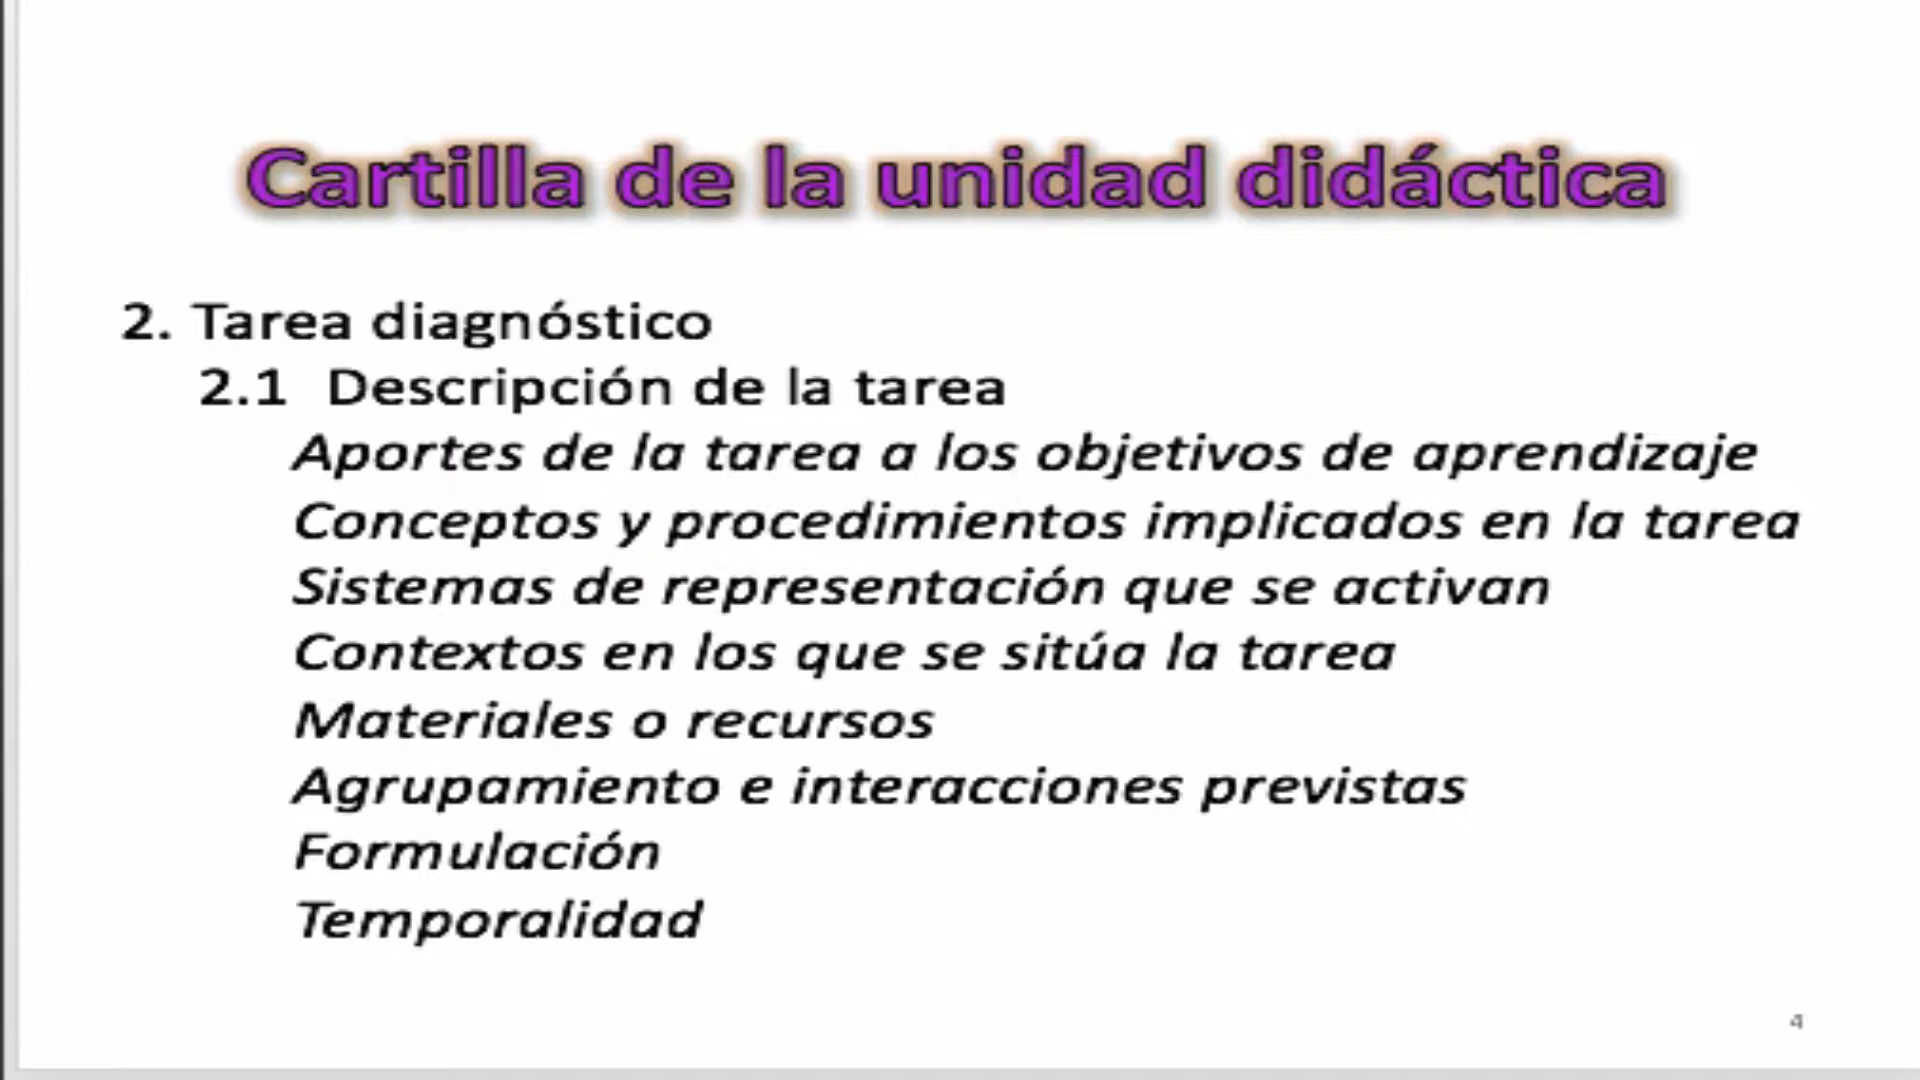 Cartilla de la unidad didáctica
2. Tarea diagnóstico
2.1 Descripción de la tarea
Aportes de la tarea a los objetivos de aprendizaje
Conceptos y procedimientos implicados en la tarea
Sistemas de representación que se activan
Contextos en los que se sitúa la tarea
Materiales o recursos
Agrupamiento e interacciones previstas
Formulación
Temporalidad
4